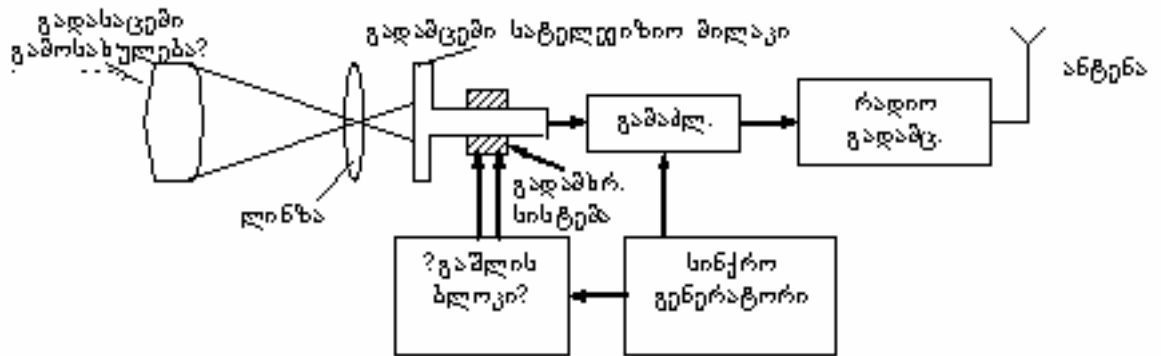 გადასაცემი
გამოსახულება?
გადამცემი სატელევიზიო მილაკი
ანტენა
გამაძლ.
რადიო
გადამც.
ლინზა
გადამხრ.
სისტემა
?გაშლის
ბლოკი?
სინქრო
გენერატორი